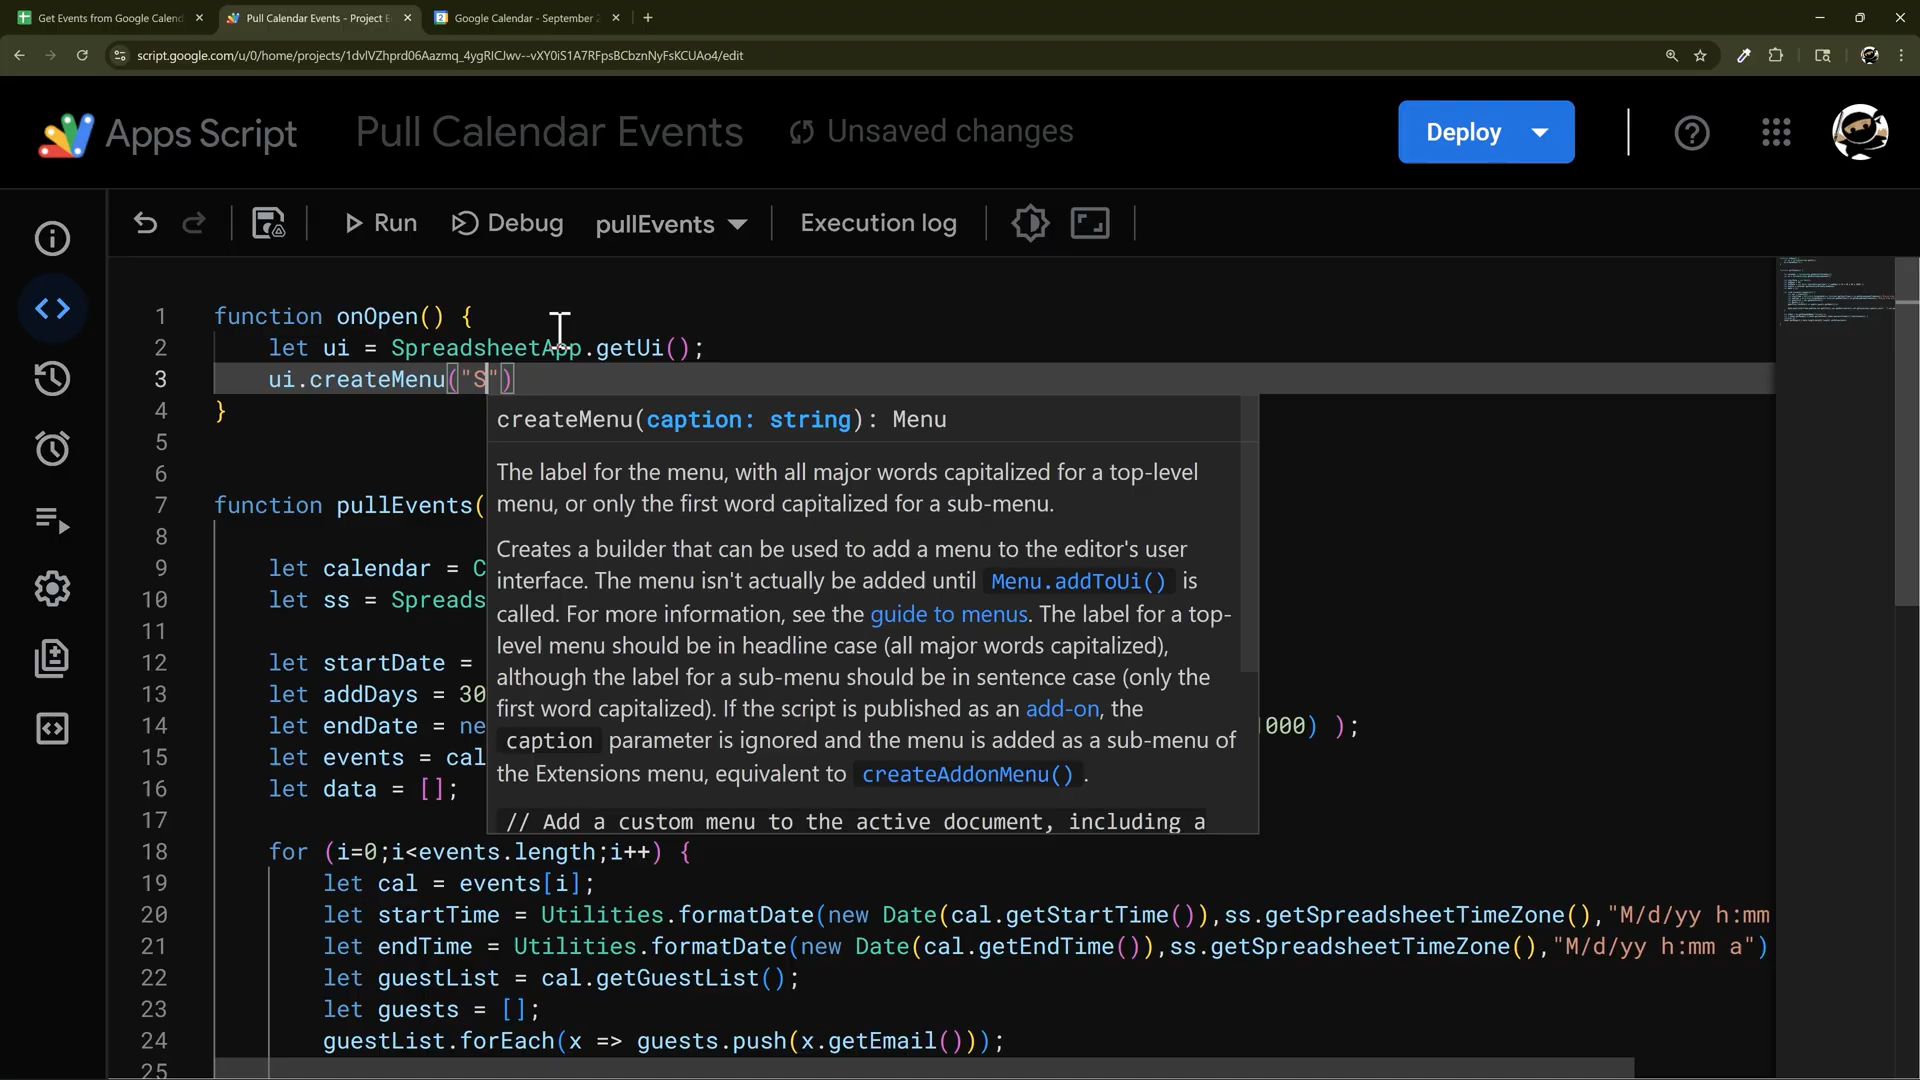 Get Events from Google Calend
Pull Calendar Events - Project E
Google Calendar - September 2
script.google.com/u/0/home/projects/1dvlVZhprd06Aazmq_4ygRICJwv--vXY0iS1A7RFpsBCbznNyFsKCUAo4/edit
Apps Script
Pull Calendar Events
Unsaved changes
Deploy
Run
Debug
pullEvents
Execution log
1 function onOpen() {
2 let ui = SpreadsheetApp.getUi();
3 ui.createMenu("S")
4 }
5
6
7 function pullEvents(
8
9 let calendar = C
10 let ss = Spreads
11
12 let startDate =
13 let addDays = 30
14 let endDate = ne 000) );
15 let events = cal
16 let data = [];
17
18 for (i=0;i<events.length;i++) {
19 let cal = events[i];
20 let startTime = Utilities.formatDate(new Date(cal.getStartTime()),ss.getSpreadsheetTimeZone(),"M/d/yy h:mm
21 let endTime = Utilities.formatDate(new Date(cal.getEndTime()),ss.getSpreadsheetTimeZone(),"M/d/yy h:mm a")
22 let guestList = cal.getGuestList();
23 let guests = [];
24 guestList.forEach(x => guests.push(x.getEmail()));
25
createMenu(caption: string): Menu
The label for the menu, with all major words capitalized for a top-level
menu, or only the first word capitalized for a sub-menu.
Creates a builder that can be used to add a menu to the editor's user
interface. The menu isn't actually be added until Menu.addToUi() is
called. For more information, see the guide to menus. The label for a top-
level menu should be in headline case (all major words capitalized),
although the label for a sub-menu should be in sentence case (only the
first word capitalized). If the script is published as an add-on, the
caption parameter is ignored and the menu is added as a sub-menu of
the Extensions menu, equivalent to createAddonMenu() .
// Add a custom menu to the active document, including a